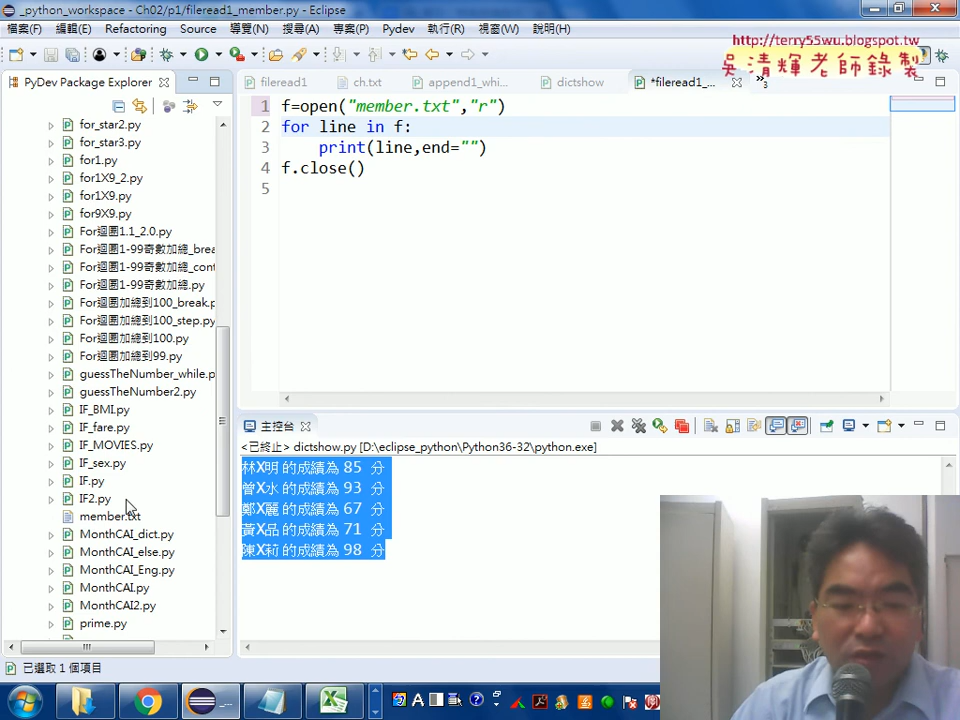 _python_workspace - Ch02/p1/fileread1_member.py - Eclipse
檔案(F) 編輯(E) Refactoring Source 導覽(N) 搜尋(A) 專案(P) Pydev 執行(R) 視窗(W) 說明(H)
http://terry55wu.blogspot.tw
吳清輝老師錄製
PyDev Package Explorer
fileread1
ch.txt
append1_whi...
dictshow
*fileread1_...
3
for_star2.py
for_star3.py
for1.py
for1X9_2.py
for1X9.py
for9X9.py
For迴圈1.1_2.0.py
For迴圈1-99奇數加總_brea
For迴圈1-99奇數加總_cont
For迴圈1-99奇數加總.py
For迴圈加總到100_break.p
For迴圈加總到100_step.py
For迴圈加總到100.py
For迴圈加總到99.py
guessTheNumber_while.p
guessTheNumber2.py
IF_BMI.py
IF_fare.py
IF_MOVIES.py
IF_sex.py
IF.py
IF2.py
member.txt
MonthCAI_dict.py
MonthCAI_else.py
MonthCAI_Eng.py
MonthCAI.py
MonthCAI2.py
prime.py
1 f=open("member.txt","r")
2 for line in f:
3 print(line,end="")
4 f.close()
5
主控台
<已終止> dictshow.py [D:\eclipse_python\Python36-32\python.exe]
林X明 的成績為 85 分
曾X水 的成績為 93 分
鄭X麗 的成績為 67 分
黃X品 的成績為 71 分
陳X莉 的成績為 98 分
已選取 1 個項目